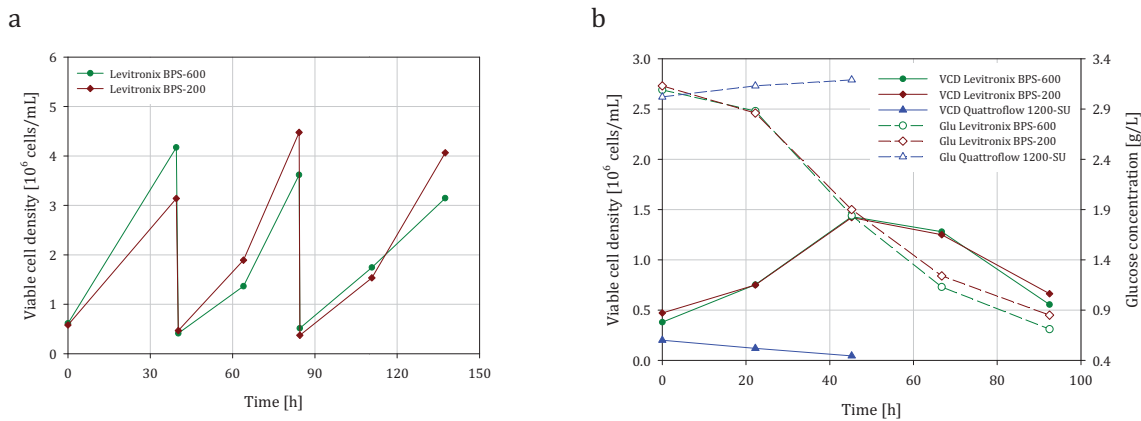 a
Viable cell density [10⁶ cells/mL]
6
5
4
3
2
1
0
Levitronix BPS-600
Levitronix BPS-200
0 30 60 90 120 150
Time [h]
b
Viable cell density [10⁶ cells/mL]
3.0
2.5
2.0
1.5
1.0
0.5
0.0
VCD Levitronix BPS-600
VCD Levitronix BPS-200
VCD Quattroflow 1200-SU
Glu Levitronix BPS-600
Glu Levitronix BPS-200
Glu Quattroflow 1200-SU
3.4
2.9
2.4
1.9
1.4
0.9
0.4
Glucose concentration [g/L]
0 20 40 60 80 100
Time [h]